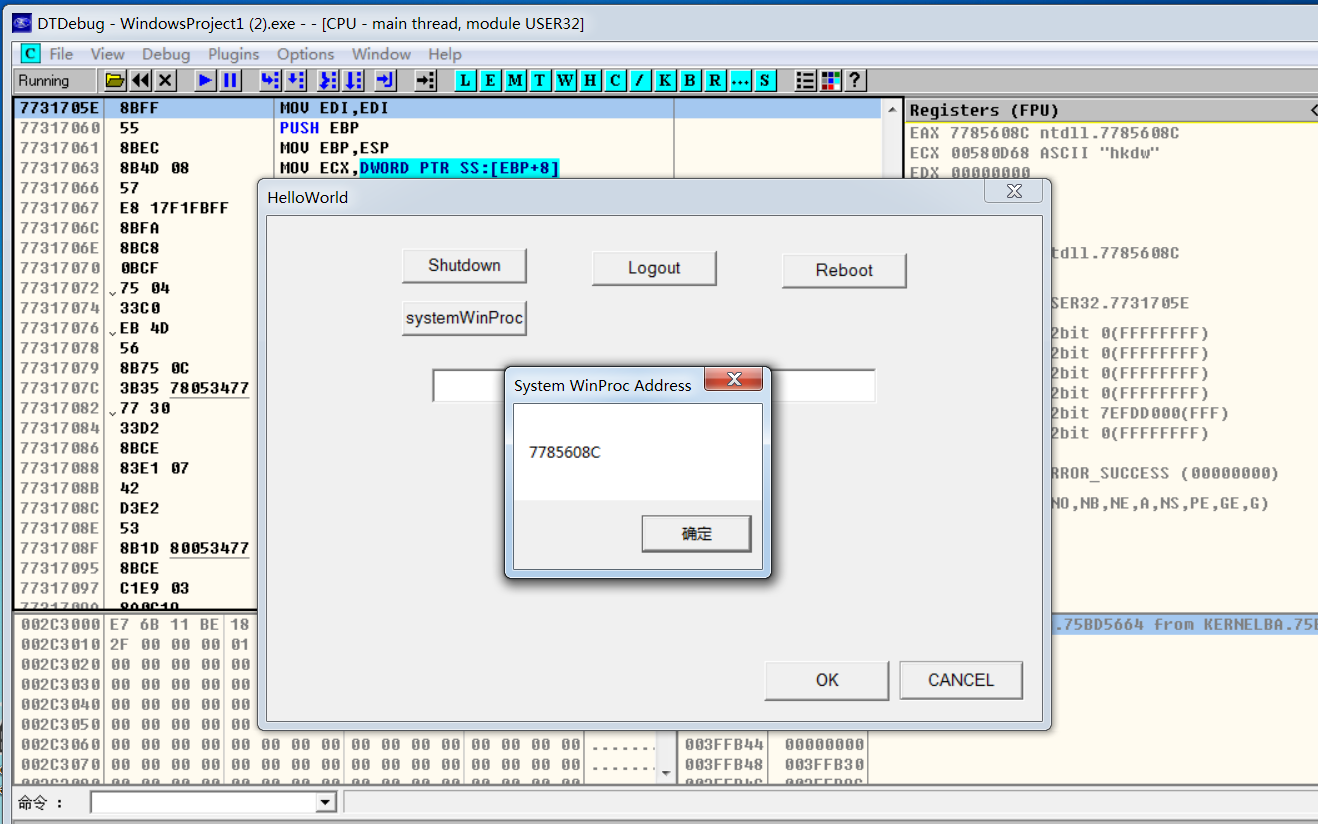 DTDebug - WindowsProject1 (2).exe - - [CPU - main thread, module USER32]
C File View Debug Plugins Options Window Help
Running L E M T W H C / K B R ... S ?
7731705E 8BFF MOV EDI,EDI
77317060 55 PUSH EBP
77317061 8BEC MOV EBP,ESP
77317063 8B4D 08 MOV ECX,DWORD PTR SS:[EBP+8]
77317066 57
77317067 E8 17F1FBFF
7731706C 8BFA
7731706E 8BC8
77317070 0BCF
77317072 75 04
77317074 33C0
77317076 EB 4D
77317078 56
77317079 8B75 0C
7731707C 3B35 78053477
77317082 77 30
77317084 33D2
77317086 8BCE
77317088 83E1 07
7731708B 42
7731708C D3E2
7731708E 53
7731708F 8B1D 80053477
77317095 8BCE
77317097 C1E9 03
Registers (FPU)
EAX 7785608C ntdll.7785608C
ECX 00580D68 ASCII "hkdw"
EDX 00000000
tdll.7785608C
SER32.7731705E
2bit 0(FFFFFFFF)
2bit 0(FFFFFFFF)
2bit 0(FFFFFFFF)
2bit 0(FFFFFFFF)
2bit 7EFDD000(FFF)
2bit 0(FFFFFFFF)
RROR_SUCCESS (00000000)
NO,NB,NE,A,NS,PE,GE,G)
HelloWorld
Shutdown Logout Reboot
systemWinProc
System WinProc Address
7785608C
确定
OK CANCEL
002C3000 E7 6B 11 BE 18
002C3010 2F 00 00 00 01
002C3020 00 00 00 00 00
002C3030 00 00 00 00 00
002C3040 00 00 00 00 00
002C3050 00 00 00 00 00
002C3060 00 00 00 00 00 00 00 00 00 00 00 00 00 00 00 00 .......
002C3070 00 00 00 00 00 00 00 00 00 00 00 00 00 00 00 00 .......
.75BD5664 from KERNELBA.75
003FFB44 00000000
003FFB48 003FFB30
命令 :